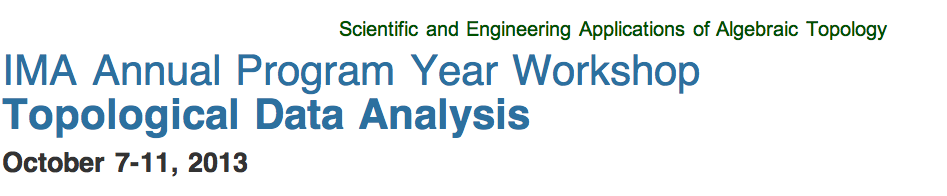 Scientific and Engineering Applications of Algebraic Topology
IMA Annual Program Year Workshop
Topological Data Analysis
October 7-11, 2013